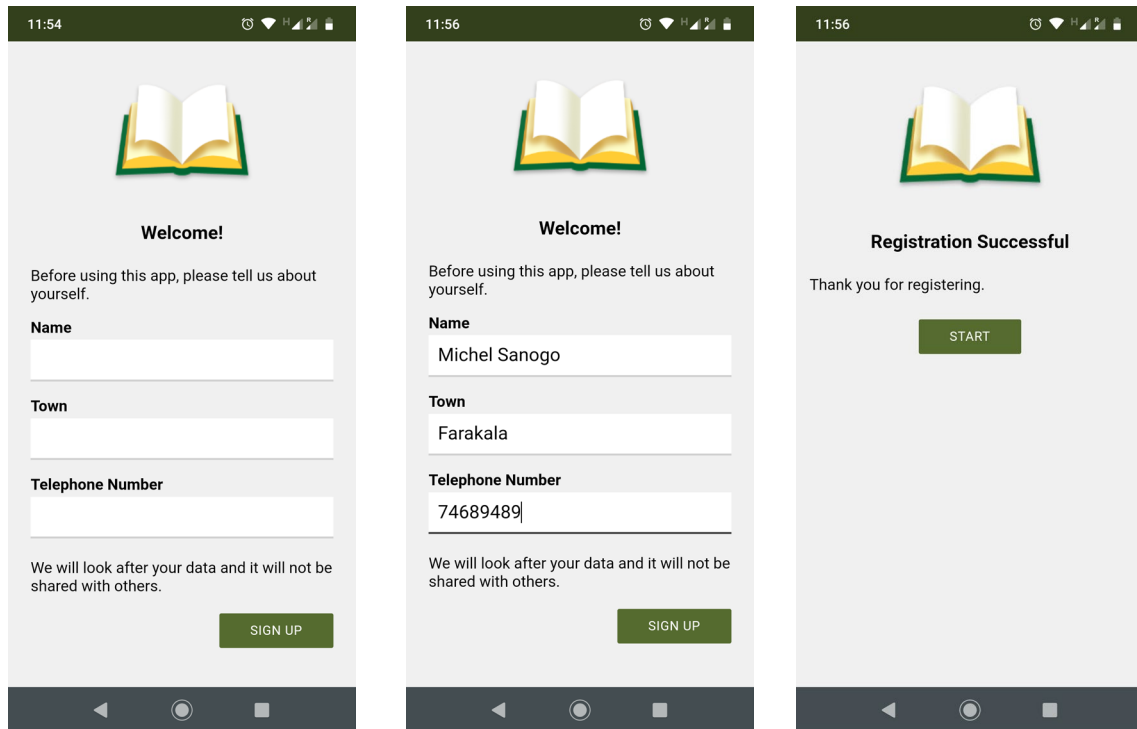 11:54
H R
Welcome!
Before using this app, please tell us about
yourself.
Name
Town
Telephone Number
We will look after your data and it will not be
shared with others.
SIGN UP
11:56
H R
Welcome!
Before using this app, please tell us about
yourself.
Name
Michel Sanogo
Town
Farakala
Telephone Number
74689489
We will look after your data and it will not be
shared with others.
SIGN UP
11:56
H R
Registration Successful
Thank you for registering.
START